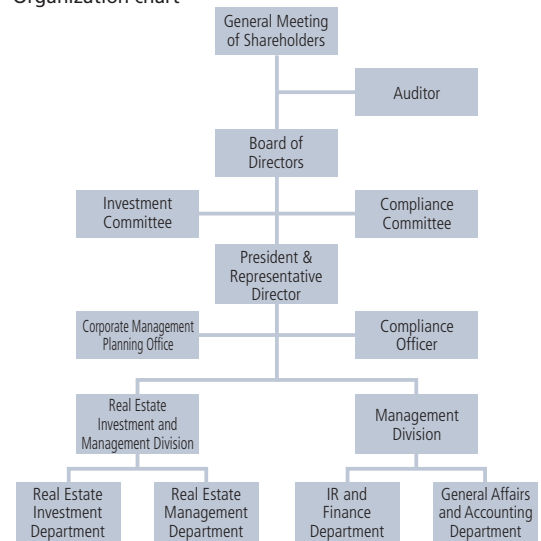 Organization chart
General Meeting
of Shareholders
Auditor
Board of
Directors
Investment
Committee
Compliance
Committee
President &
Representative
Director
Corporate Management
Planning Office
Compliance
Officer
Real Estate
Investment and
Management Division
Management
Division
Real Estate
Investment
Department
Real Estate
Management
Department
IR and
Finance
Department
General Affairs
and Accounting
Department